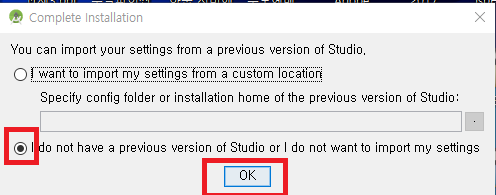 Complete Installation
You can import your settings from a previous version of Studio.
I want to import my settings from a custom location
Specify config folder or installation home of the previous version of Studio:
.
I do not have a previous version of Studio or I do not want to import my settings
OK